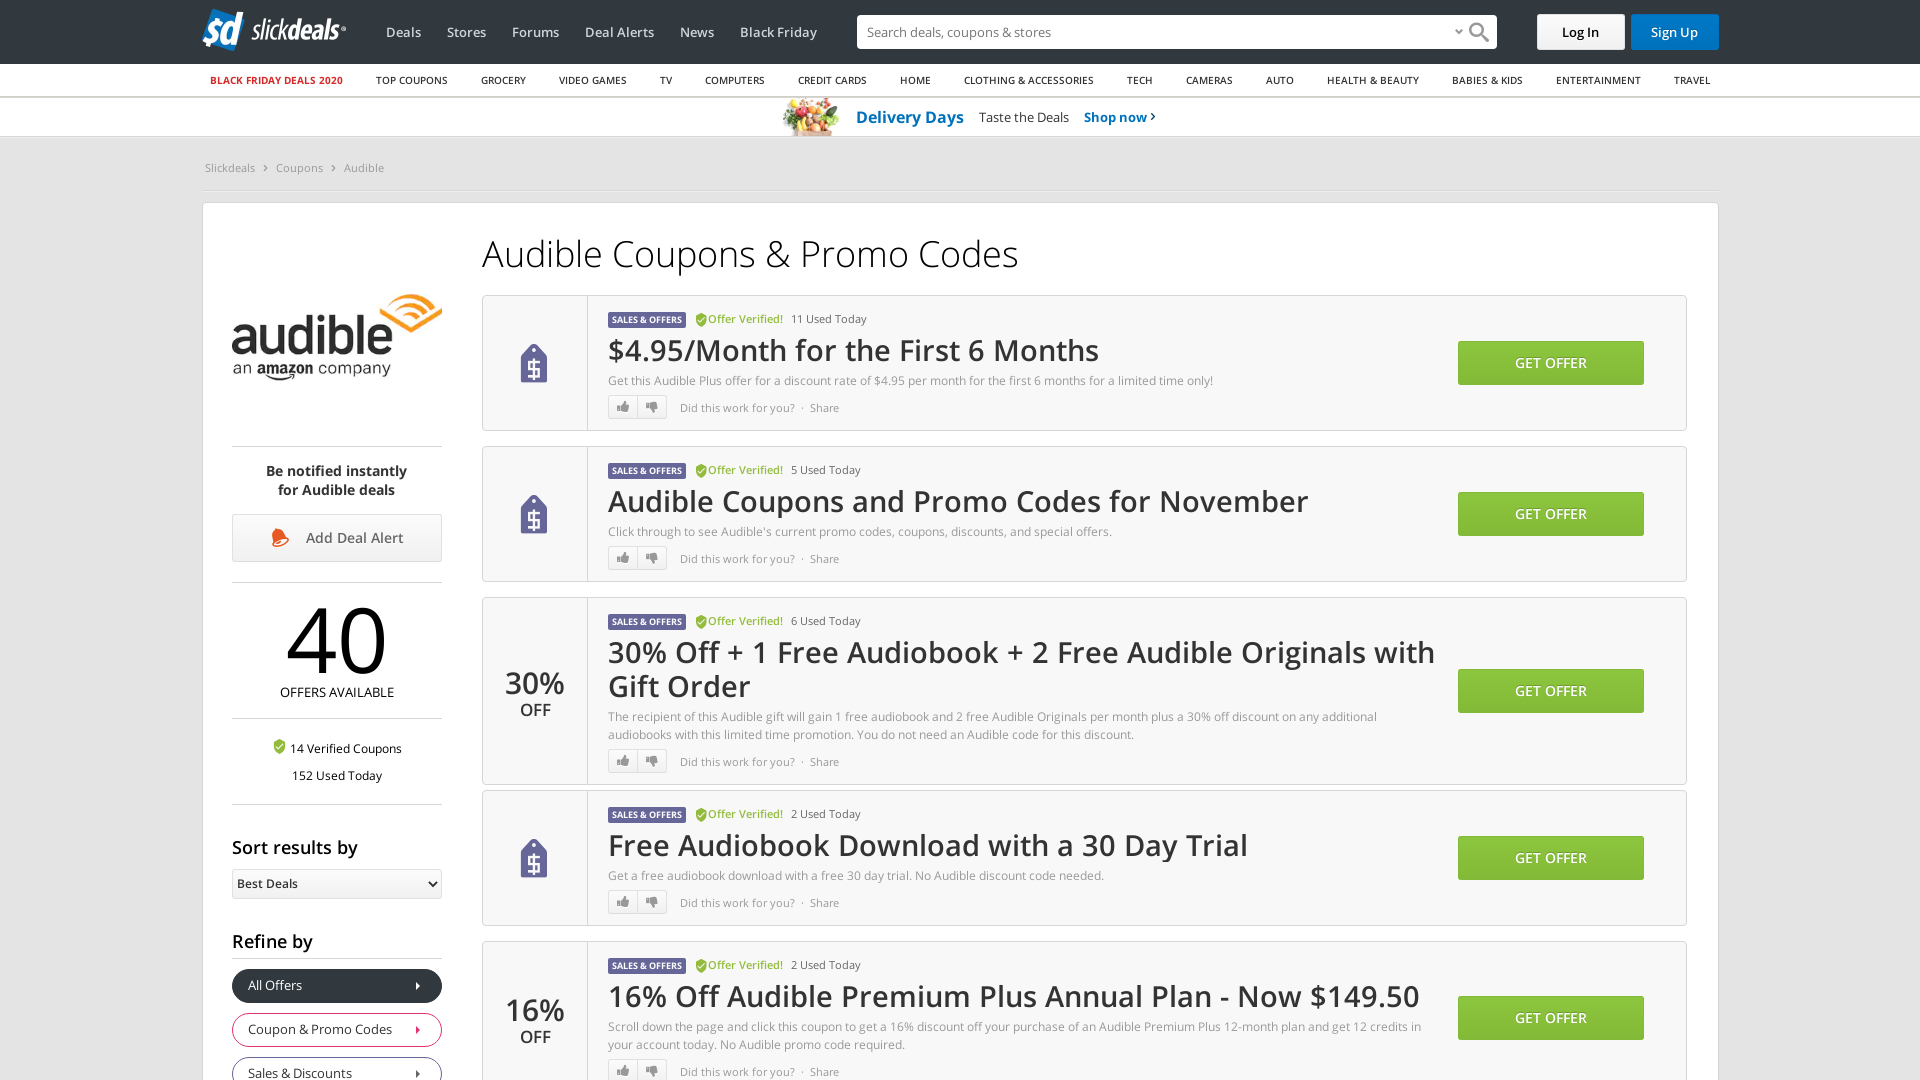 sd slickdeals
Deals
Stores
Forums
Deal Alerts
News
Black Friday
Search deals, coupons & stores
Log In
Sign Up
BLACK FRIDAY DEALS 2020
TOP COUPONS
GROCERY
VIDEO GAMES
TV
COMPUTERS
CREDIT CARDS
HOME
CLOTHING & ACCESSORIES
TECH
CAMERAS
AUTO
HEALTH & BEAUTY
BABIES & KIDS
ENTERTAINMENT
TRAVEL
Delivery Days Taste the Deals Shop now
Slickdeals > Coupons > Audible
audible
an amazon company
Be notified instantly
for Audible deals
Add Deal Alert
40
OFFERS AVAILABLE
14 Verified Coupons
152 Used Today
Sort results by
Best Deals
Refine by
All Offers
Coupon & Promo Codes
Sales & Discounts
Audible Coupons & Promo Codes
SALES & OFFERS Offer Verified! 11 Used Today
$4.95/Month for the First 6 Months
Get this Audible Plus offer for a discount rate of $4.95 per month for the first 6 months for a limited time only!
Did this work for you? · Share
GET OFFER
SALES & OFFERS Offer Verified! 5 Used Today
Audible Coupons and Promo Codes for November
Click through to see Audible's current promo codes, coupons, discounts, and special offers.
Did this work for you? · Share
GET OFFER
30%
OFF
SALES & OFFERS Offer Verified! 6 Used Today
30% Off + 1 Free Audiobook + 2 Free Audible Originals with
Gift Order
The recipient of this Audible gift will gain 1 free audiobook and 2 free Audible Originals per month plus a 30% off discount on any additional
audiobooks with this limited time promotion. You do not need an Audible code for this discount.
Did this work for you? · Share
GET OFFER
SALES & OFFERS Offer Verified! 2 Used Today
Free Audiobook Download with a 30 Day Trial
Get a free audiobook download with a free 30 day trial. No Audible discount code needed.
Did this work for you? · Share
GET OFFER
16%
OFF
SALES & OFFERS Offer Verified! 2 Used Today
16% Off Audible Premium Plus Annual Plan - Now $149.50
Scroll down the page and click this coupon to get a 16% discount off your purchase of an Audible Premium Plus 12-month plan and get 12 credits in
your account today. No Audible promo code required.
Did this work for you? · Share
GET OFFER